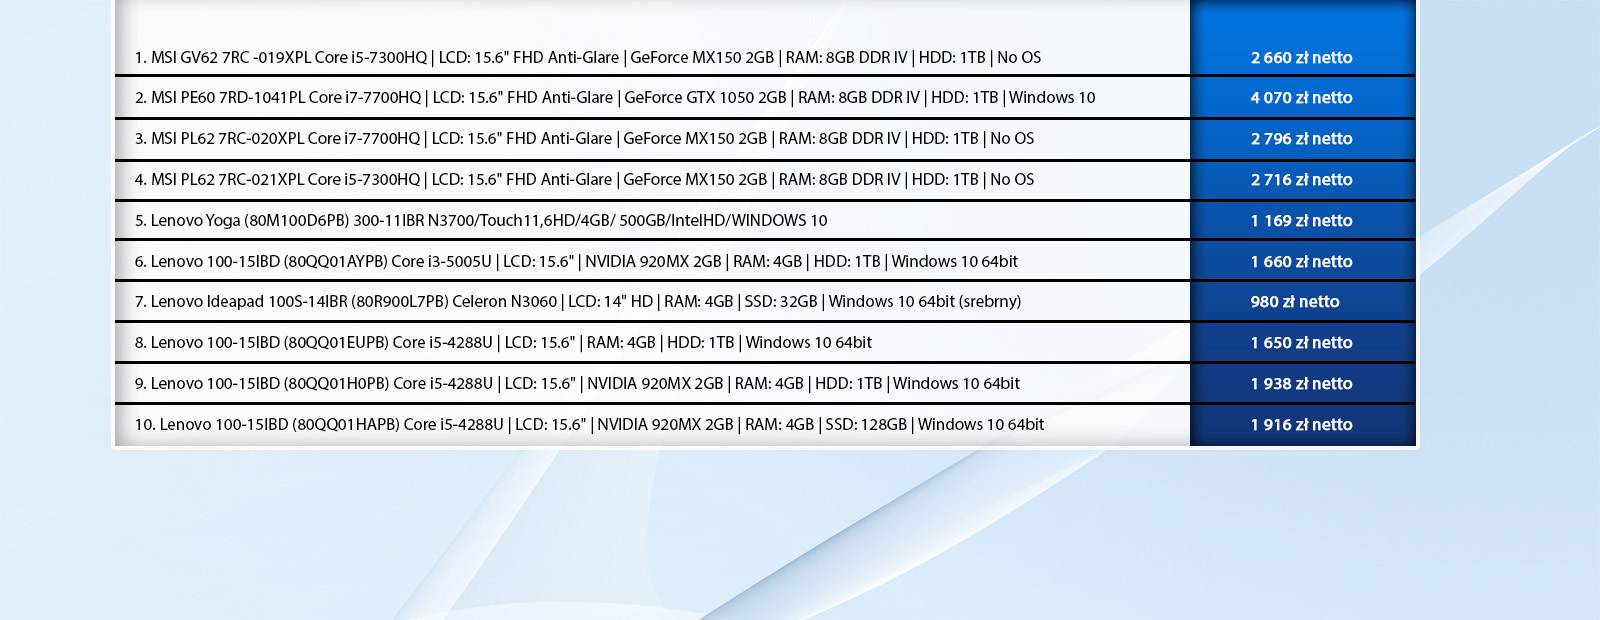 1. MSI GV62 7RC -019XPL Core i5-7300HQ | LCD: 15.6" FHD Anti-Glare | GeForce MX150 2GB | RAM: 8GB DDR IV | HDD: 1TB | No OS 2 660 zł netto
2. MSI PE60 7RD-1041PL Core i7-7700HQ | LCD: 15.6" FHD Anti-Glare | GeForce GTX 1050 2GB | RAM: 8GB DDR IV | HDD: 1TB | Windows 10 4 070 zł netto
3. MSI PL62 7RC-020XPL Core i7-7700HQ | LCD: 15.6" FHD Anti-Glare | GeForce MX150 2GB | RAM: 8GB DDR IV | HDD: 1TB | No OS 2 796 zł netto
4. MSI PL62 7RC-021XPL Core i5-7300HQ | LCD: 15.6" FHD Anti-Glare | GeForce MX150 2GB | RAM: 8GB DDR IV | HDD: 1TB | No OS 2 716 zł netto
5. Lenovo Yoga (80M100D6PB) 300-11IBR N3700/Touch11,6HD/4GB/ 500GB/IntelHD/WINDOWS 10 1 169 zł netto
6. Lenovo 100-15IBD (80QQ01AYPB) Core i3-5005U | LCD: 15.6" | NVIDIA 920MX 2GB | RAM: 4GB | HDD: 1TB | Windows 10 64bit 1 660 zł netto
7. Lenovo Ideapad 100S-14IBR (80R900L7PB) Celeron N3060 | LCD: 14" HD | RAM: 4GB | SSD: 32GB | Windows 10 64bit (srebrny) 980 zł netto
8. Lenovo 100-15IBD (80QQ01EUPB) Core i5-4288U | LCD: 15.6" | RAM: 4GB | HDD: 1TB | Windows 10 64bit 1 650 zł netto
9. Lenovo 100-15IBD (80QQ01H0PB) Core i5-4288U | LCD: 15.6" | NVIDIA 920MX 2GB | RAM: 4GB | HDD: 1TB | Windows 10 64bit 1 938 zł netto
10. Lenovo 100-15IBD (80QQ01HAPB) Core i5-4288U | LCD: 15.6" | NVIDIA 920MX 2GB | RAM: 4GB | SSD: 128GB | Windows 10 64bit 1 916 zł netto